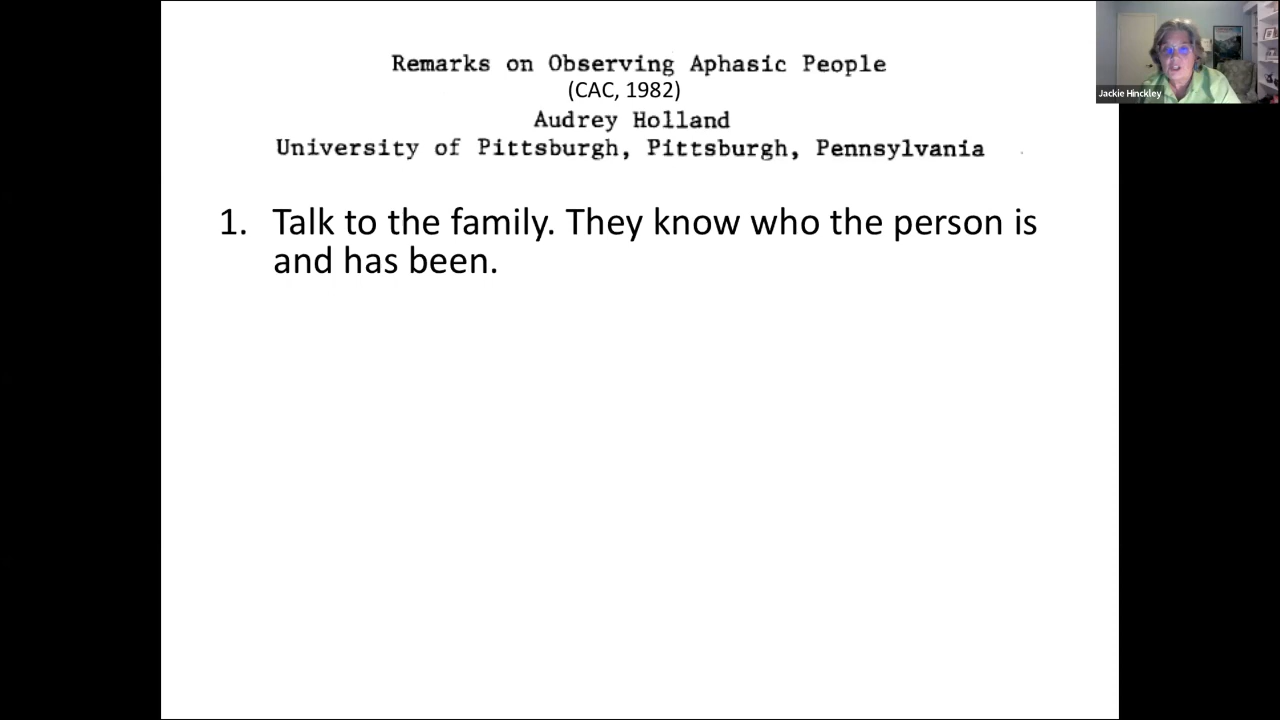 Remarks on Observing Aphasic People
(CAC, 1982)
Audrey Holland
University of Pittsburgh, Pittsburgh, Pennsylvania
1. Talk to the family. They know who the person is
and has been.
Jackie Hinckley